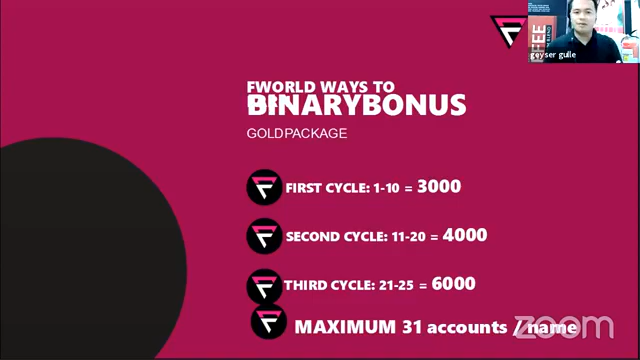 FEE
geyser gulle
FWORLD WAYS TO
BINARYBONUS
GOLDPACKAGE
FIRST CYCLE: 1-10 = 3000
SECOND CYCLE: 11-20 = 4000
THIRD CYCLE: 21-25 = 6000
MAXIMUM 31 accounts / name
zoom